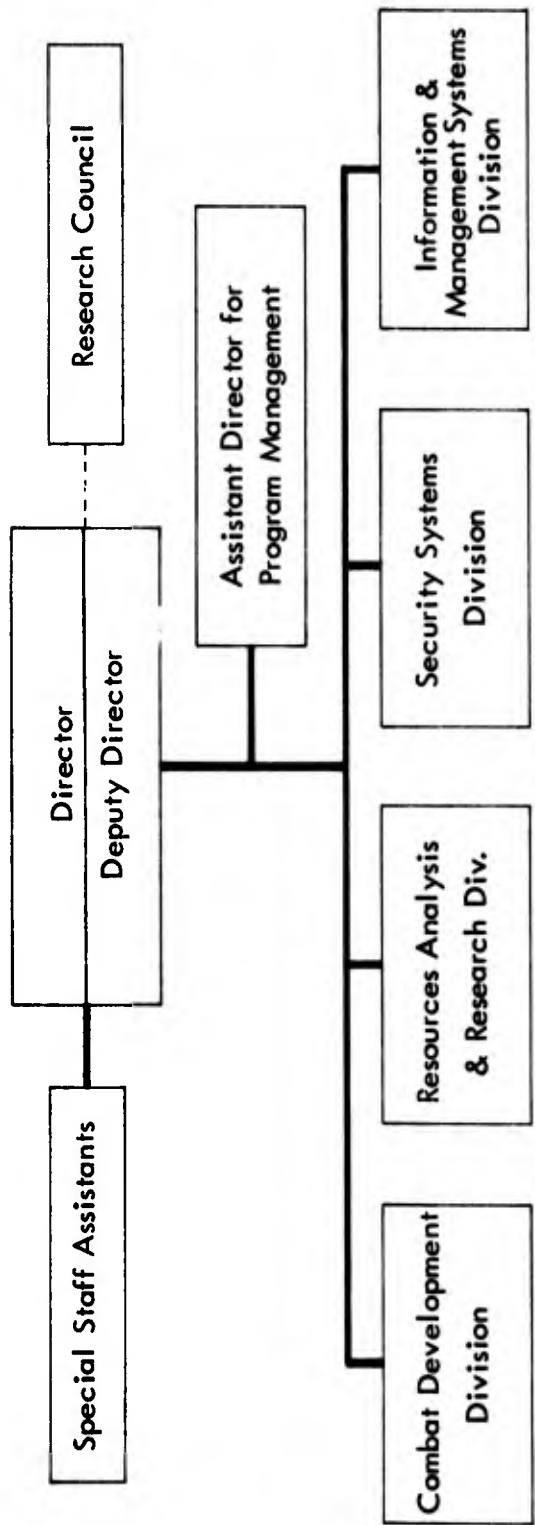 Special Staff Assistants
Director
Deputy Director
Research Council
Assistant Director for
Program Management
Combat Development
Division
Resources Analysis
& Research Div.
Security Systems
Division
Information &
Management Systems
Division